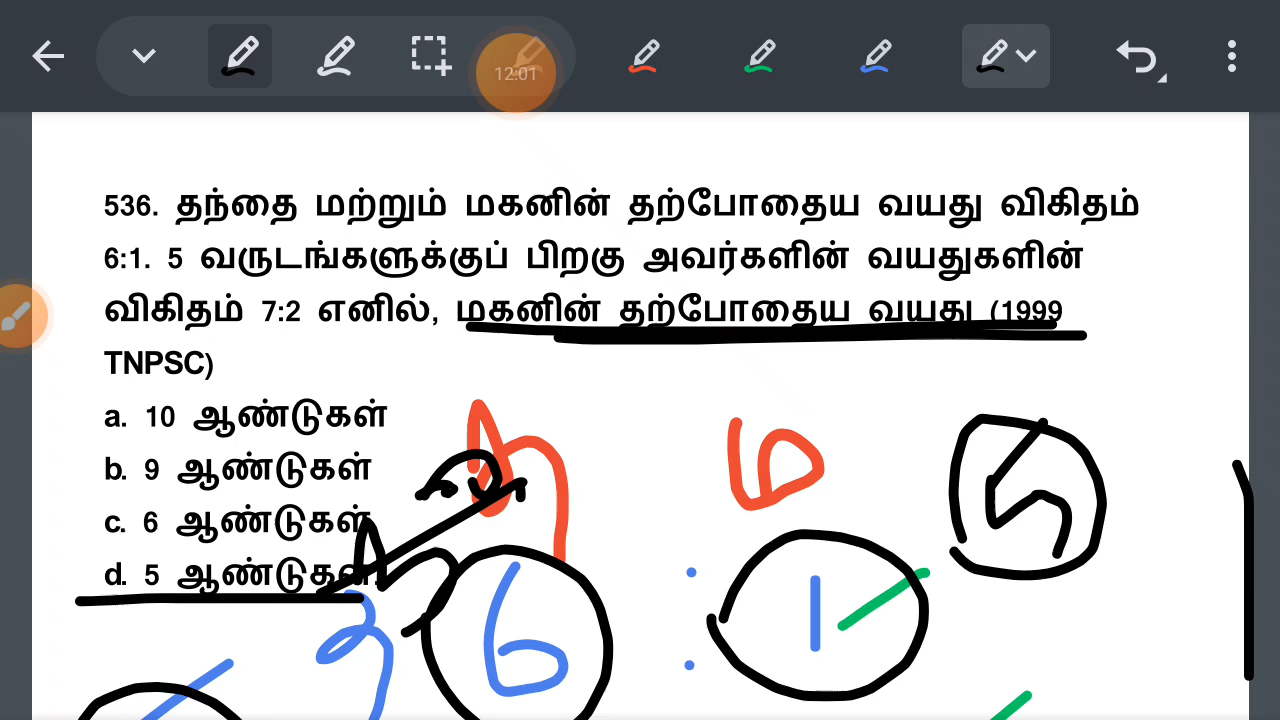 12:01
536. தந்தை மற்றும் மகனின் தற்போதைய வயது விகிதம்
6:1. 5 வருடங்களுக்குப் பிறகு அவர்களின் வயதுகளின்
விகிதம் 7:2 எனில், மகனின் தற்போதைய வயது (1999
TNPSC)
a. 10 ஆண்டுகள்
b. 9 ஆண்டுகள்
c. 6 ஆண்டுகள்
d. 5 ஆண்டுகள்
6 : 1